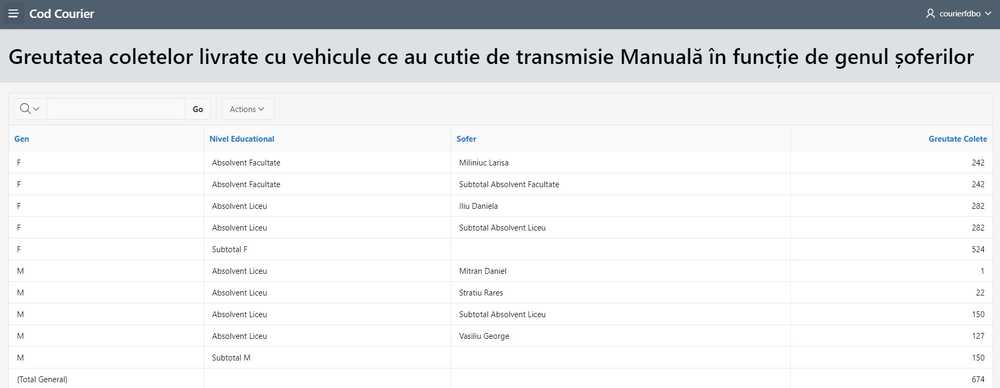 Cod Courier courierfdbo
Greutatea coletelor livrate cu vehicule ce au cutie de transmisie Manuală în funcție de genul șoferilor
Go Actions
Gen Nivel Educational Sofer Greutate Colete
F Absolvent Facultate Miliniuc Larisa 242
F Absolvent Facultate Subtotal Absolvent Facultate 242
F Absolvent Liceu Iliu Daniela 282
F Absolvent Liceu Subtotal Absolvent Liceu 282
F Subtotal F 524
M Absolvent Liceu Mitran Daniel 1
M Absolvent Liceu Stratiu Rares 22
M Absolvent Liceu Subtotal Absolvent Liceu 150
M Absolvent Liceu Vasiliu George 127
M Subtotal M 150
{Total General} 674